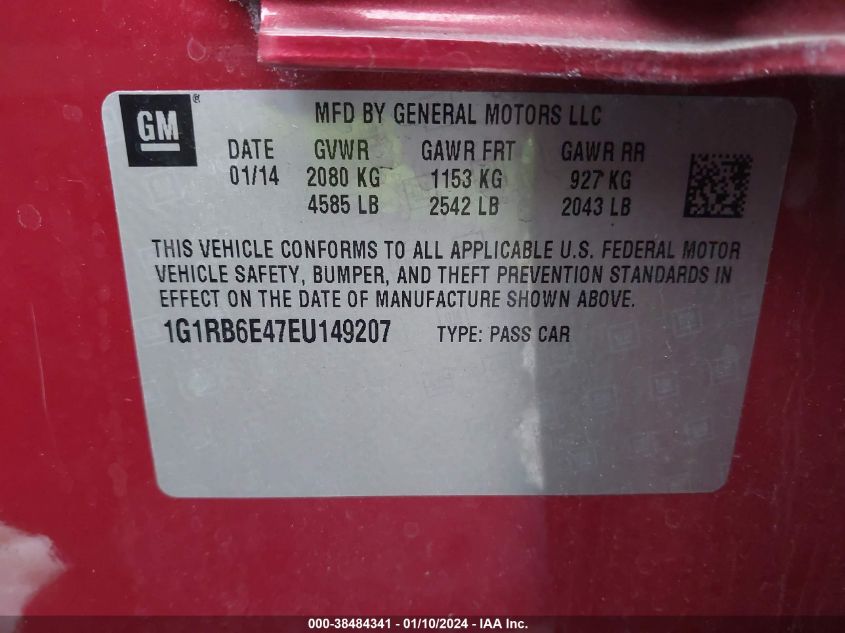 GM®
MFD BY GENERAL MOTORS LLC
DATE GVWR GAWR FRT GAWR RR
01/14 2080 KG 1153 KG 927 KG
4585 LB 2542 LB 2043 LB
THIS VEHICLE CONFORMS TO ALL APPLICABLE U.S. FEDERAL MOTOR
VEHICLE SAFETY, BUMPER, AND THEFT PREVENTION STANDARDS IN
EFFECT ON THE DATE OF MANUFACTURE SHOWN ABOVE.
1G1RB6E47EU149207 TYPE: PASS CAR
000-38484341 - 01/10/2024 - IAA Inc.